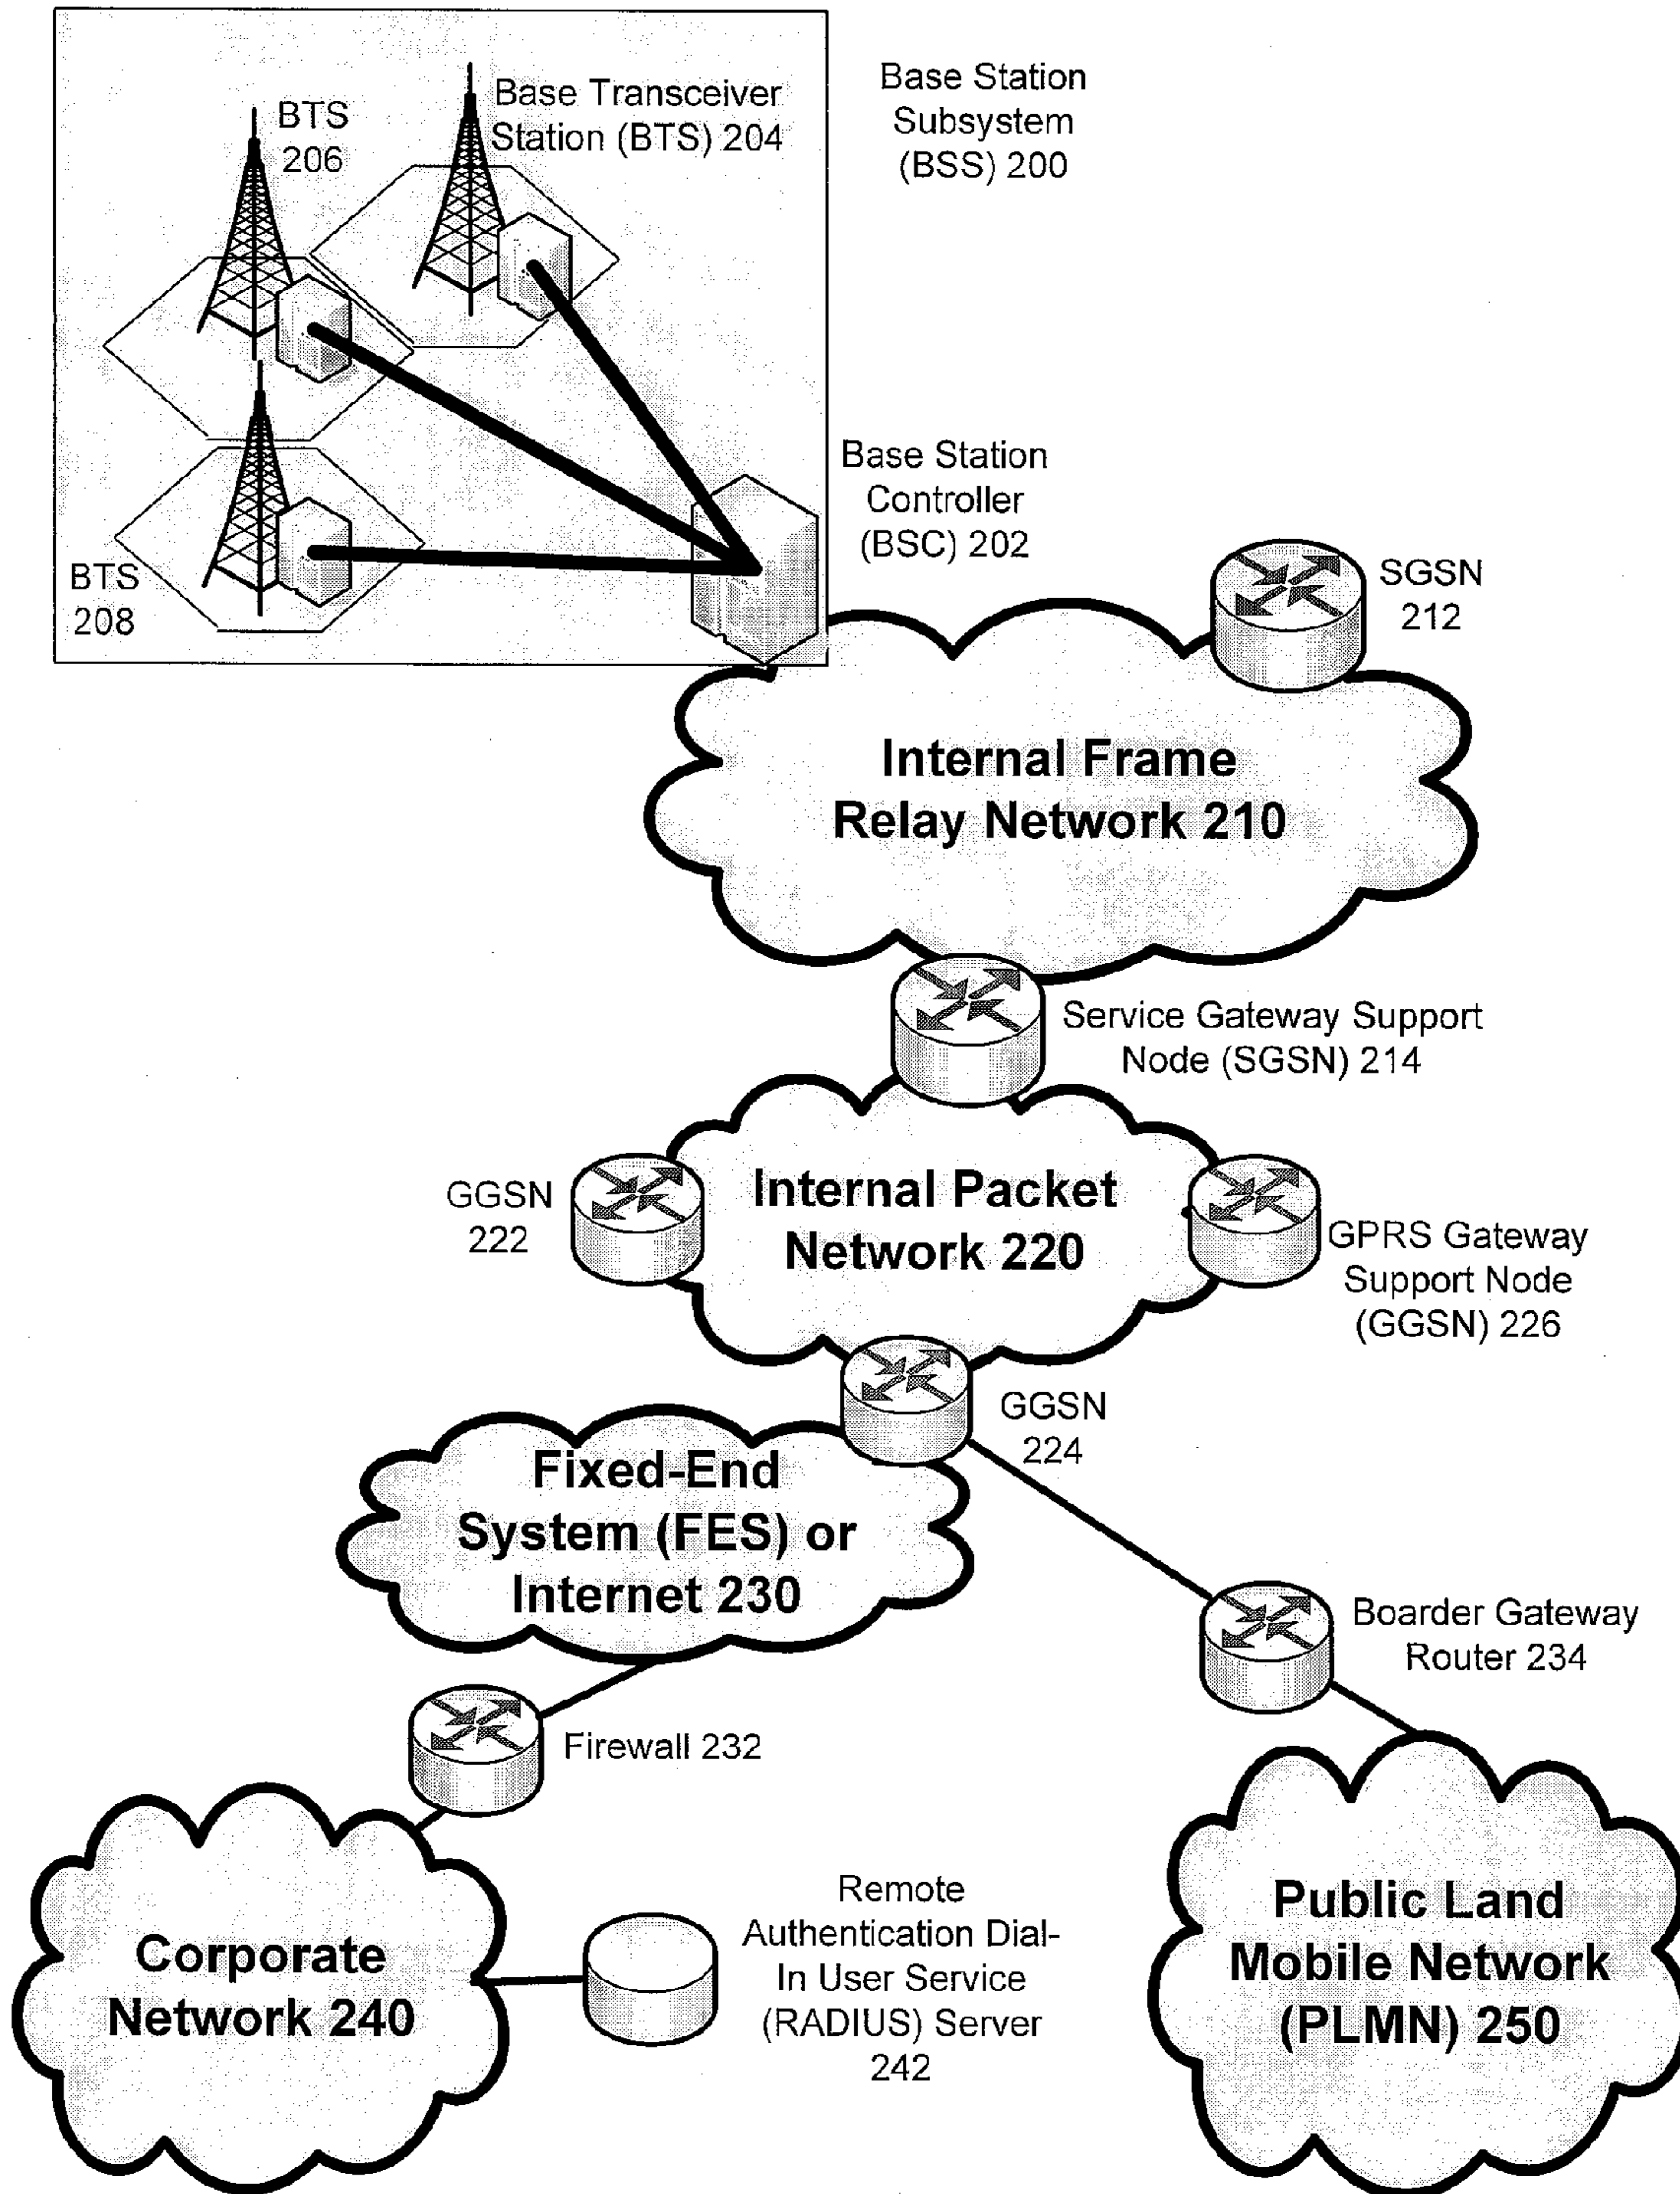 BTS
206
Base Transceiver
Station (BTS) 204
Base Station
Subsystem
(BSS) 200
Base Station
Controller
(BSC) 202
BTS
208
SGSN
212
Internal Frame
Relay Network 210
Service Gateway Support
Node (SGSN) 214
GGSN
222
Internal Packet
Network 220
GPRS Gateway
Support Node
(GGSN) 226
GGSN
224
Fixed-End
System (FES) or
Internet 230
Boarder Gateway
Router 234
Firewall 232
Corporate
Network 240
Remote
Authentication Dial-
In User Service
(RADIUS) Server
242
Public Land
Mobile Network
(PLMN) 250